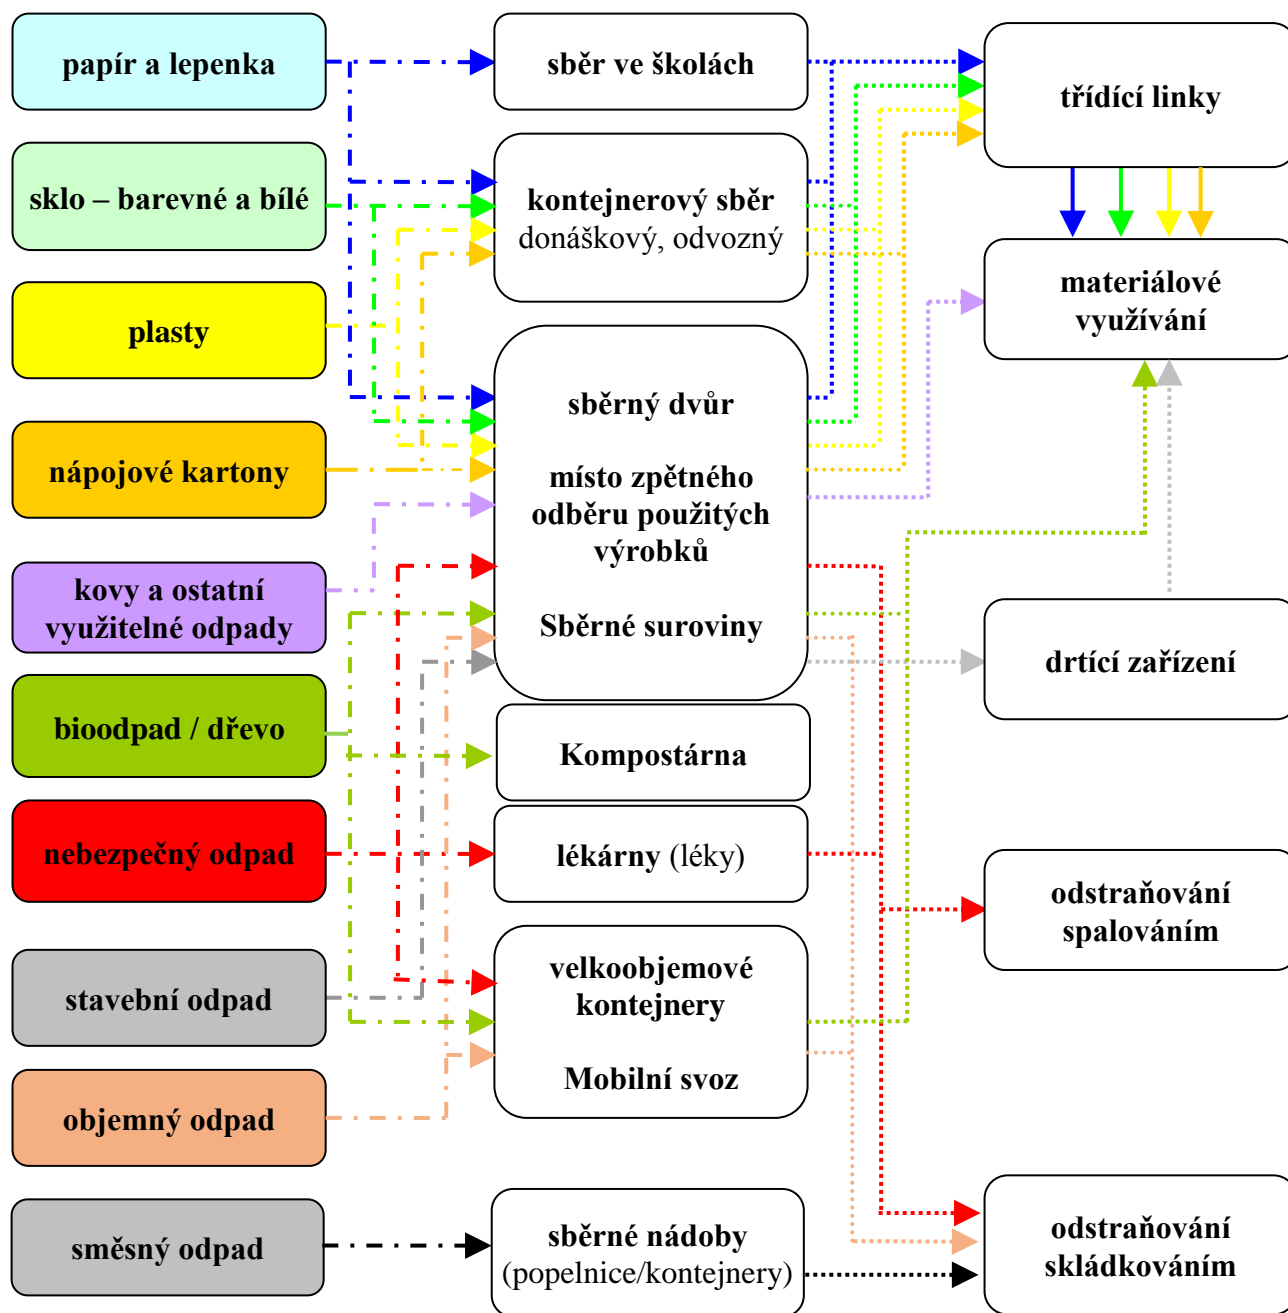 papír a lepenka
sklo – barevné a bílé
plasty
nápojové kartony
kovy a ostatní
využitelné odpady
bioodpad / dřevo
nebezpečný odpad
stavební odpad
objemný odpad
směsný odpad
sběr ve školách
kontejnerový sběr
donáškový, odvozný
sběrný dvůr
místo zpětného
odběru použitých
výrobků
Sběrné suroviny
Kompostárna
lékárny (léky)
velkoobjemové
kontejnery
Mobilní svoz
sběrné nádoby
(popelnice/kontejnery)
třídící linky
materiálové
využívání
drtící zařízení
odstraňování
spalováním
odstraňování
skládkováním